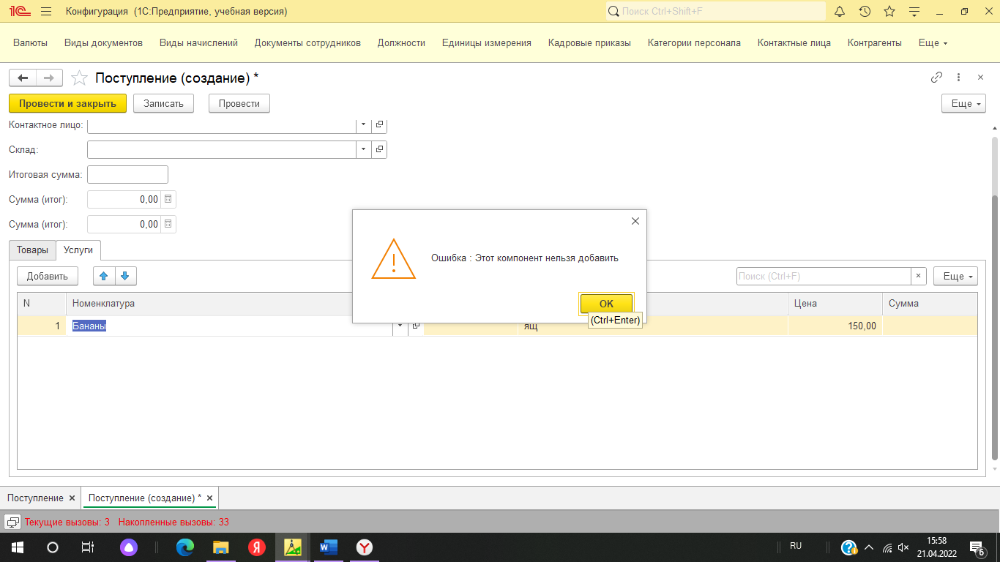 1С Конфигурация (1С:Предприятие, учебная версия) Поиск Ctrl+Shift+F
Валюты Виды документов Виды начислений Документы сотрудников Должности Единицы измерения Кадровые приказы Категории персонала Контактные лица Контрагенты Еще
Поступление (создание) *
Провести и закрыть Записать Провести Еще
Контактное лицо:
Склад:
Итоговая сумма:
Сумма (итог): 0,00
Сумма (итог): 0,00
Товары Услуги
Ошибка : Этот компонент нельзя добавить
OK
(Ctrl+Enter)
Добавить Поиск (Ctrl+F) × Еще
N Номенклатура Цена Сумма
1 Бананы ящ 150,00
Поступление × Поступление (создание) * ×
Текущие вызовы: 3 Накопленные вызовы: 33
RU 15:58
21.04.2022 6